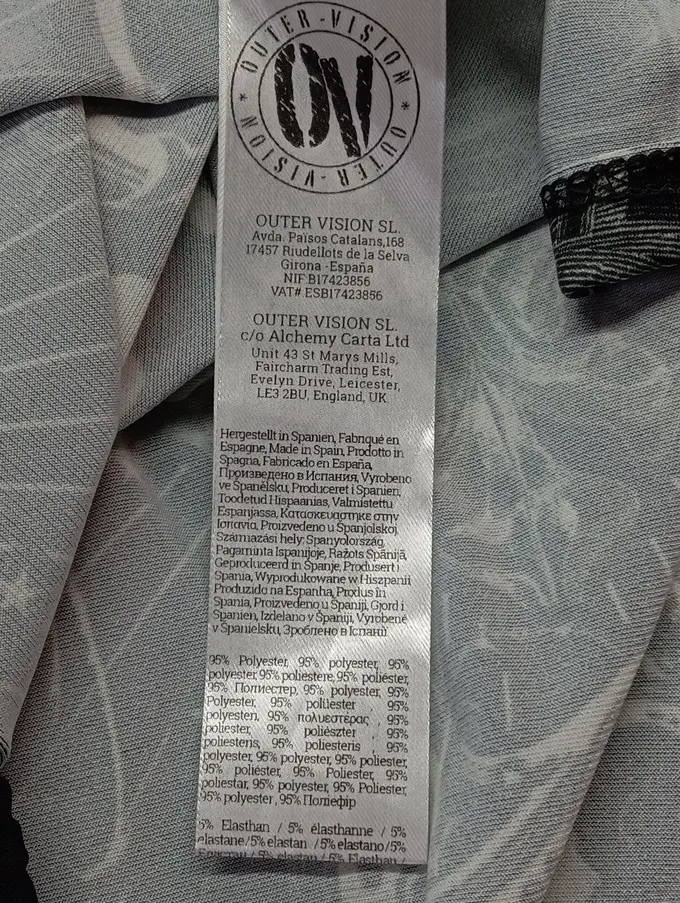 OUTER-VISION
OV
OUTER-VISION
OUTER VISION SL.
Avda. Països Catalans,168
17457 Riudellots de la Selva
Girona -España
NIF B17423856
VAT# ESB17423856
OUTER VISION SL.
c/o Alchemy Carta Ltd
Unit 43 St Marys Mills,
Faircharm Trading Est,
Evelyn Drive, Leicester,
LE3 2BU, England, UK
Hergestellt in Spanien, Fabriqué en
Espagne, Made in Spain, Prodotto in
Spagna, Fabricado en España,
Произведено в Испания, Vyrobeno
ve Španělsku, Produceret i Spanien,
Toodetud Hispaanias, Valmistettu
Espanjassa, Κατασκευαστηκε στην
Ισπανια, Proizvedeno u Španjolskoj,
Származási hely: Spanyolország,
Pagaminta Ispanijoje, Ražots Spānijā,
Geproduceerd in Spanje, Produsert i
Spania, Wyprodukowane w Hiszpanii
Produzido na Espanha, Produs în
Spania, Proizvedeno u Španiji, Gjord i
Spanien, Izdelano v Španiji, Vyrobené
v Španielsku, Зроблено в Іспанії
95% Polyester, 95% polyester, 95%
polyester, 95% poliestere, 95% poliéster,
95% Полиестер, 95% polyester, 95%
Polyester, 95% polüester 95%
polyesteri, 95% πολυεστέρας , 95%
poliester, 95% poliészter , 95%
poliesteris, 95% poliesteris , 95%
polyester, 95% polyester, 95% poliester,
95% poliéster, 95% Poliester, 95%
poliestar, 95% polyester, 95% Poliester,
95% polyester , 95% Поліефір
5% Elasthan / 5% élasthanne / 5%
elastane/5% elastan /5% elastano/5%
/ 5% elastan / 5% Elasthan /